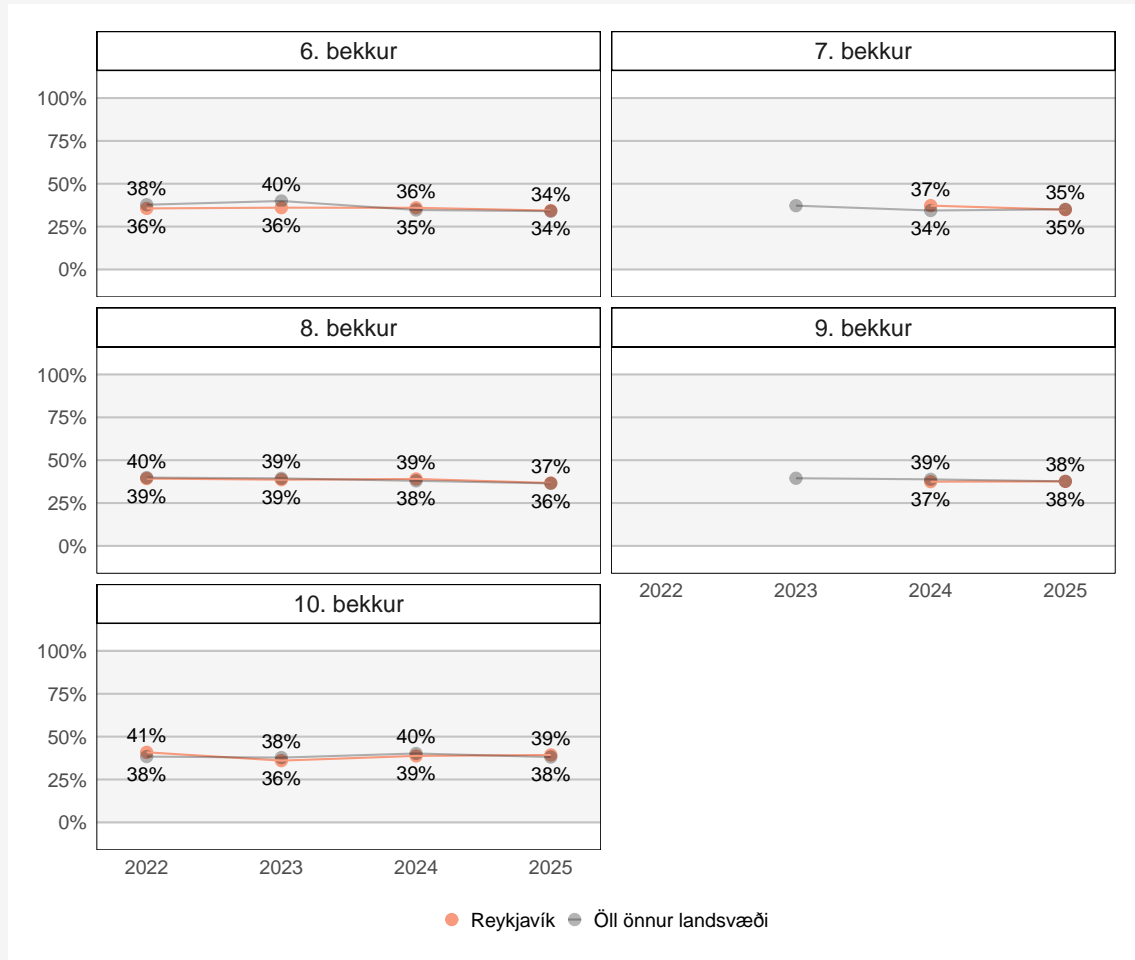 6. bekkur
7. bekkur
100%
75%
50%
25%
0%
38% 40% 36% 34%
36% 36% 35% 34%
37% 35%
34% 35%
8. bekkur
9. bekkur
100%
75%
50%
25%
0%
40% 39% 39% 37%
39% 39% 38% 36%
39% 38%
37% 38%
2022 2023 2024 2025
10. bekkur
100%
75%
50%
25%
0%
41% 38% 40% 39%
38% 36% 39% 38%
2022 2023 2024 2025
Reykjavík Öll önnur landsvæði